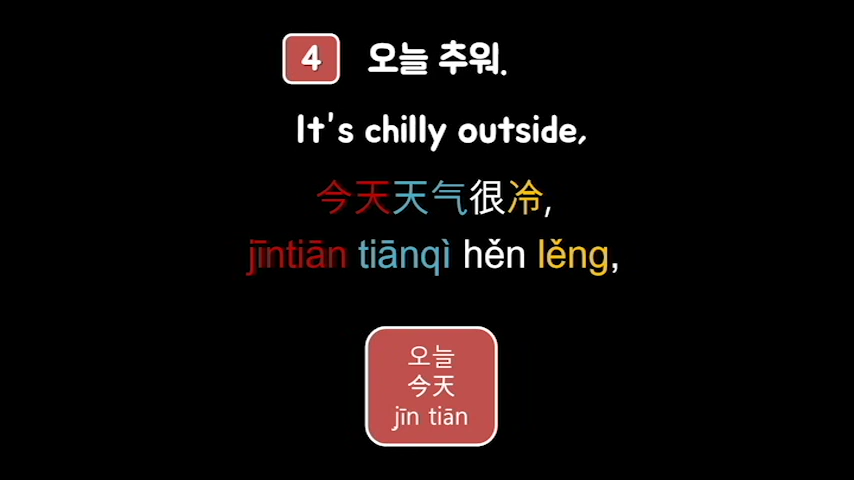 4 오늘 추워.
It's chilly outside,
今天天气很冷,
jīntiān tiānqì hěn lěng,
오늘
今天
jīn tiān